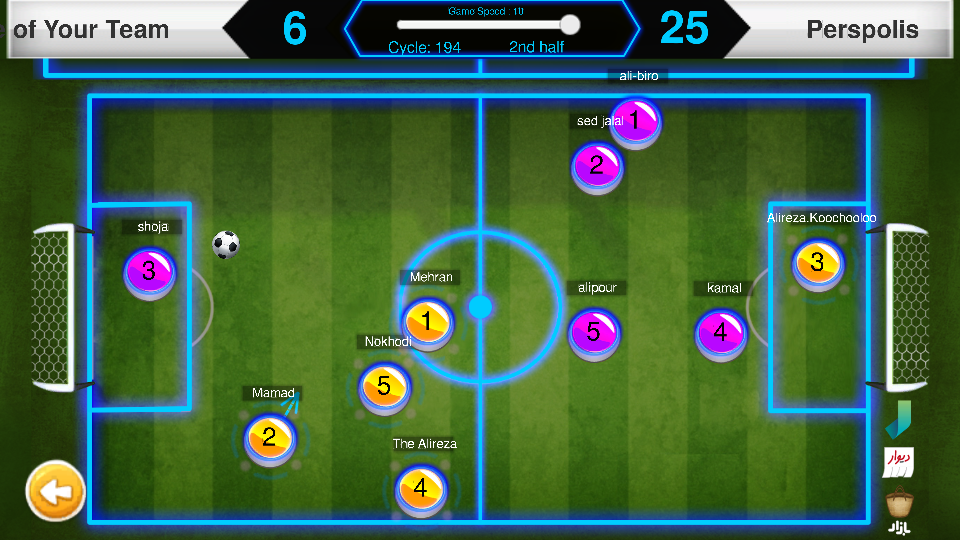 of Your Team
6
Game Speed : 10
Cycle: 194
2nd half
25
Perspolis
ali-biro
1
sed jalal
2
Alireza.Koochooloo
3
shoja
3
Mehran
1
alipour
5
kamal
4
Nokhodi
5
Mamad
2
The Alireza
4
دیوار
بازار